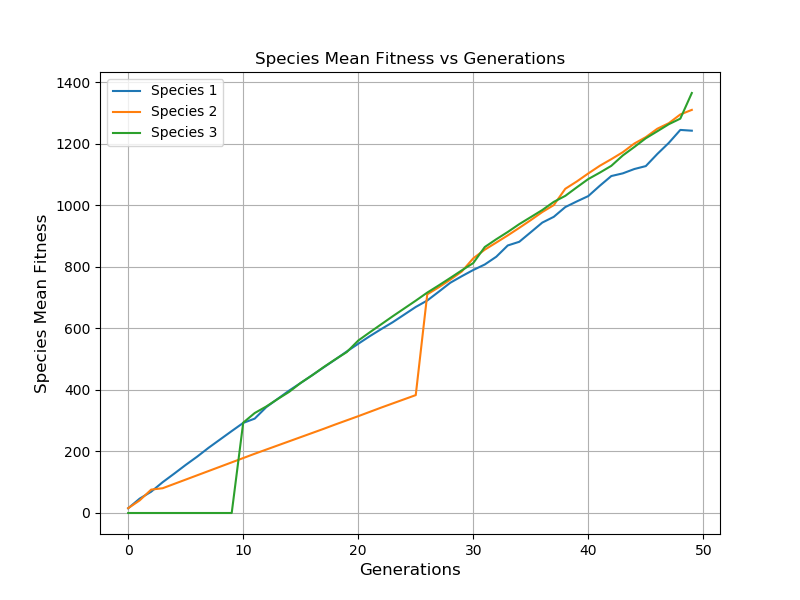 Species Mean Fitness vs Generations
Species 1
Species 2
Species 3
1400
1200
1000
800
600
400
200
0
Species Mean Fitness
0 10 20 30 40 50
Generations